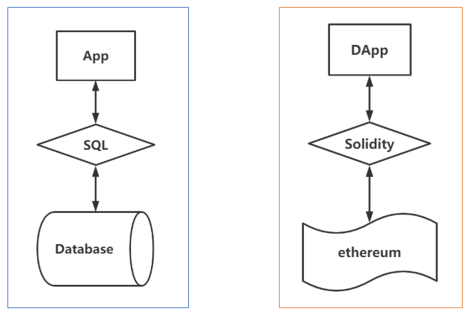 App
SQL
Database
DApp
Solidity
ethereum